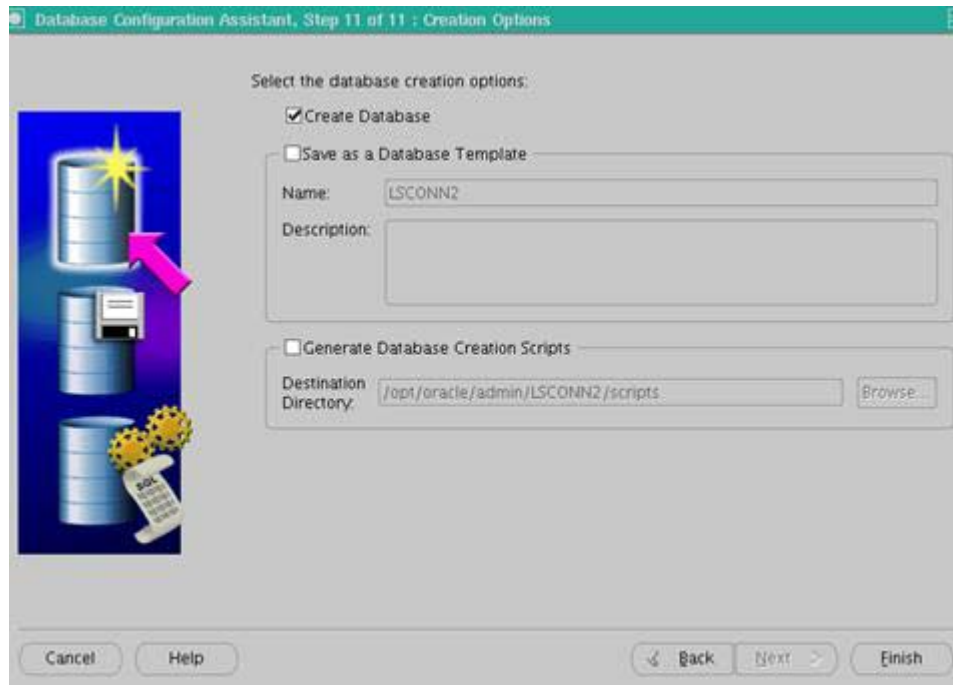 Database Configuration Assistant, Step 11 of 11 : Creation Options
Select the database creation options:
Create Database
Save as a Database Template
Name: LSCONN2
Description:
Generate Database Creation Scripts
Destination
Directory: /opt/oracle/admin/LSCONN2/scripts Browse...
SQL
Cancel Help Back Next Finish